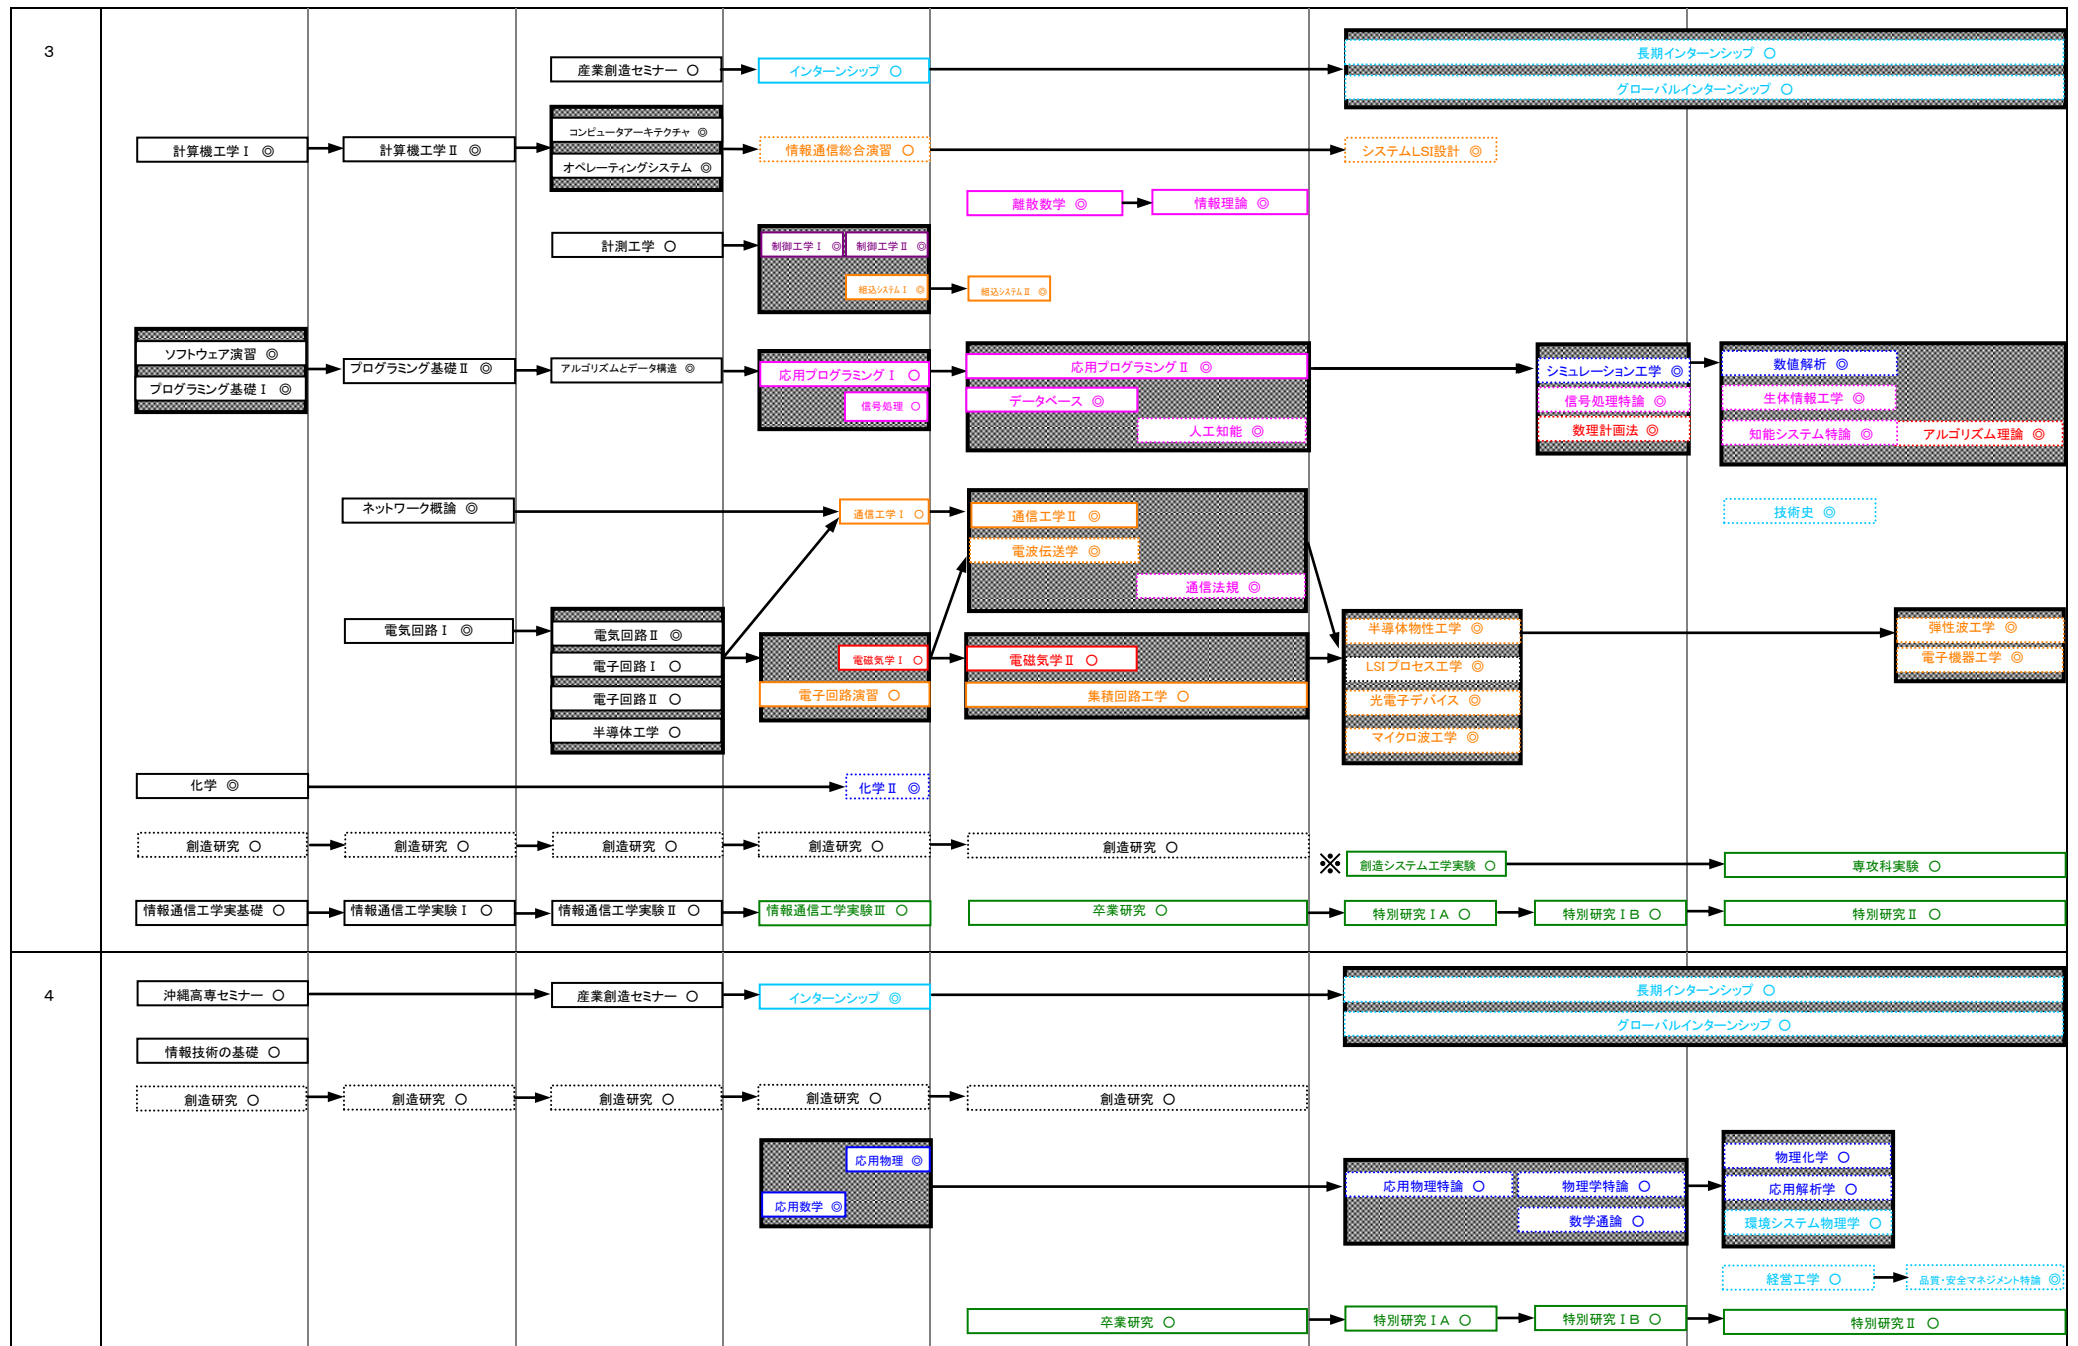 3
産業創造セミナー ○
インターンシップ ○
長期インターンシップ ○
グローバルインターンシップ ○
計算機工学Ⅰ ◎
計算機工学Ⅱ ◎
コンピュータアーキテクチャ ◎
オペレーティングシステム ◎
情報通信総合演習 ○
システムLSI設計 ◎
離散数学 ◎
情報理論 ◎
計測工学 ○
制御工学Ⅰ ◎
制御工学Ⅱ ◎
組込システムⅠ ◎
組込システムⅡ ◎
ソフトウェア演習 ◎
プログラミング基礎Ⅰ ◎
プログラミング基礎Ⅱ ◎
アルゴリズムとデータ構造 ◎
応用プログラミングⅠ ○
信号処理 ○
応用プログラミングⅡ ◎
データベース ◎
人工知能 ◎
シミュレーション工学 ◎
信号処理特論 ◎
数理計画法 ◎
数値解析 ◎
生体情報工学 ◎
知能システム特論 ◎
アルゴリズム理論 ◎
ネットワーク概論 ◎
通信工学Ⅰ ○
通信工学Ⅱ ◎
電波伝送学 ◎
通信法規 ◎
技術史 ◎
電気回路Ⅰ ◎
電気回路Ⅱ ◎
電子回路Ⅰ ○
電子回路Ⅱ ○
半導体工学 ○
電磁気学Ⅰ ○
電子回路演習 ○
電磁気学Ⅱ ○
集積回路工学 ○
半導体物性工学 ◎
LSIプロセス工学 ◎
光電子デバイス ◎
マイクロ波工学 ◎
弾性波工学 ◎
電子機器工学 ◎
化学 ◎
化学Ⅱ ◎
創造研究 ○
創造研究 ○
創造研究 ○
創造研究 ○
創造研究 ○
※
創造システム工学実験 ○
専攻科実験 ○
情報通信工学実基礎 ○
情報通信工学実験Ⅰ ○
情報通信工学実験Ⅱ ○
情報通信工学実験Ⅲ ○
卒業研究 ○
特別研究ⅠA ○
特別研究ⅠB ○
特別研究Ⅱ ○
4
沖縄高専セミナー ○
産業創造セミナー ○
インターンシップ ◎
長期インターンシップ ○
グローバルインターンシップ ○
情報技術の基礎 ○
創造研究 ○
創造研究 ○
創造研究 ○
創造研究 ○
創造研究 ○
応用物理 ◎
応用数学 ◎
応用物理特論 ○
物理学特論 ○
数学通論 ○
物理化学 ○
応用解析学 ○
環境システム物理学 ○
経営工学 ○
品質・安全マネジメント特論 ◎
卒業研究 ○
特別研究ⅠA ○
特別研究ⅠB ○
特別研究Ⅱ ○